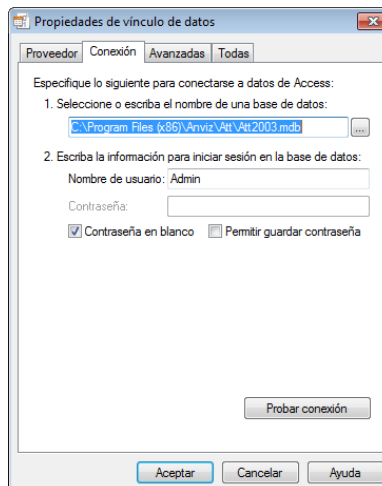 Propiedades de vínculo de datos
Proveedor Conexión Avanzadas Todas
Especifique lo siguiente para conectarse a datos de Access:
1. Seleccione o escriba el nombre de una base de datos:
C:\Program Files (x86)\Anviz\Att\Att2003.mdb ...
2. Escriba la información para iniciar sesión en la base de datos:
Nombre de usuario: Admin
Contraseña:
Contraseña en blanco Permitir guardar contraseña
Probar conexión
Aceptar Cancelar Ayuda